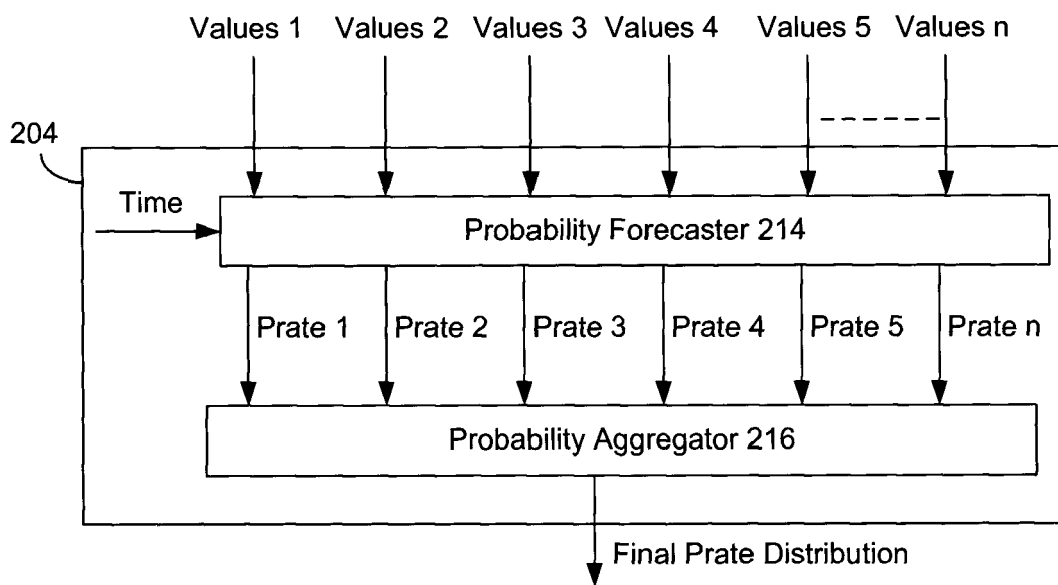 Values 1 Values 2 Values 3 Values 4 Values 5 Values n
204
Time
Probability Forecaster 214
Prate 1 Prate 2 Prate 3 Prate 4 Prate 5 Prate n
Probability Aggregator 216
Final Prate Distribution